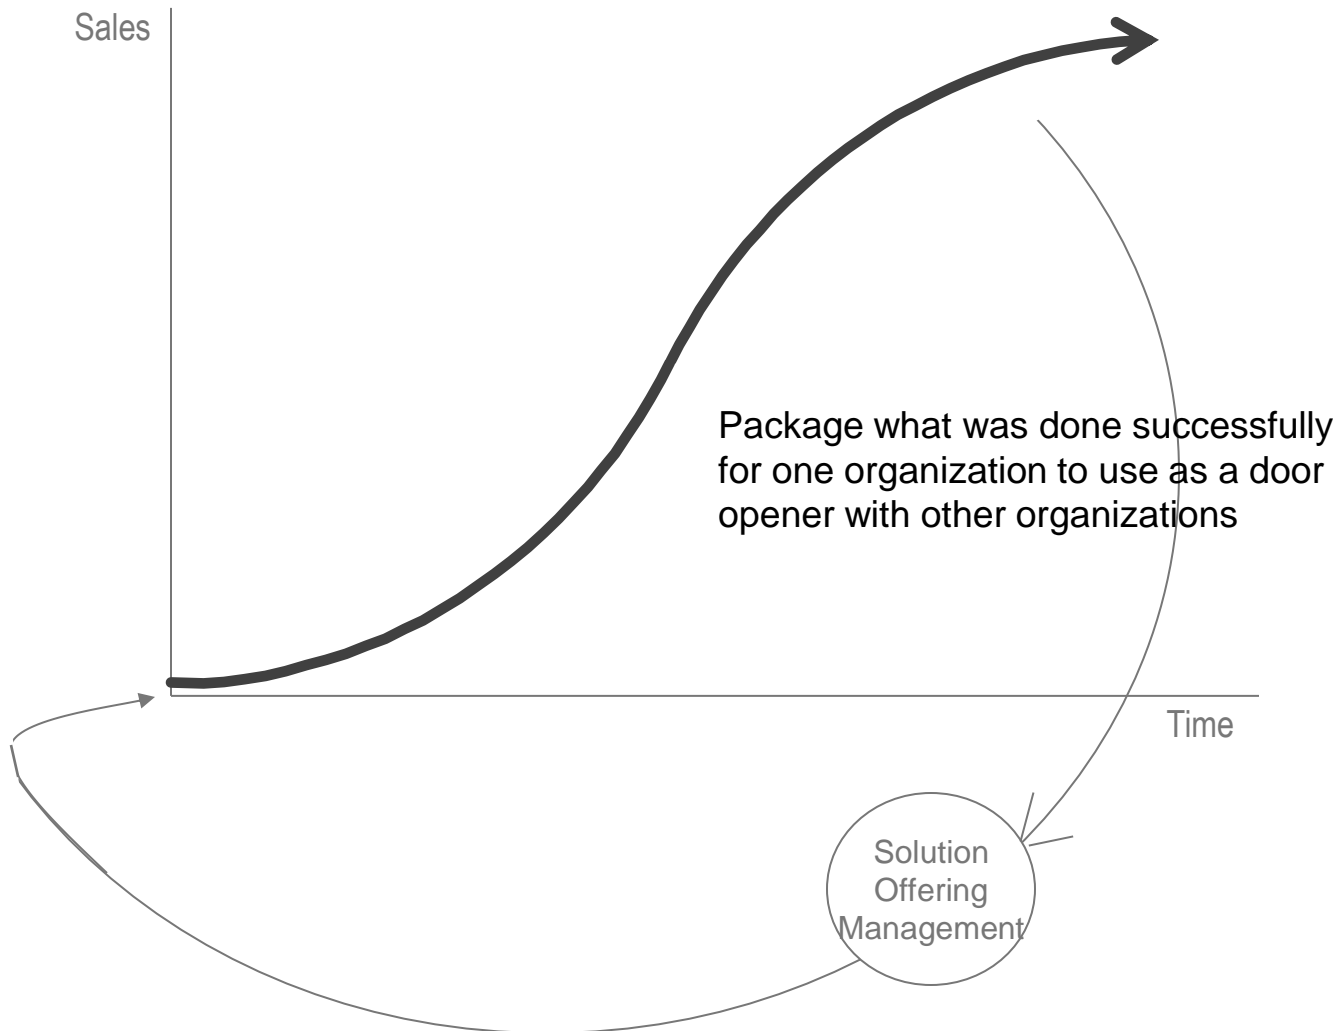 Sales
Package what was done successfully
for one organization to use as a door
opener with other organizations
Time
Solution
Offering
Management